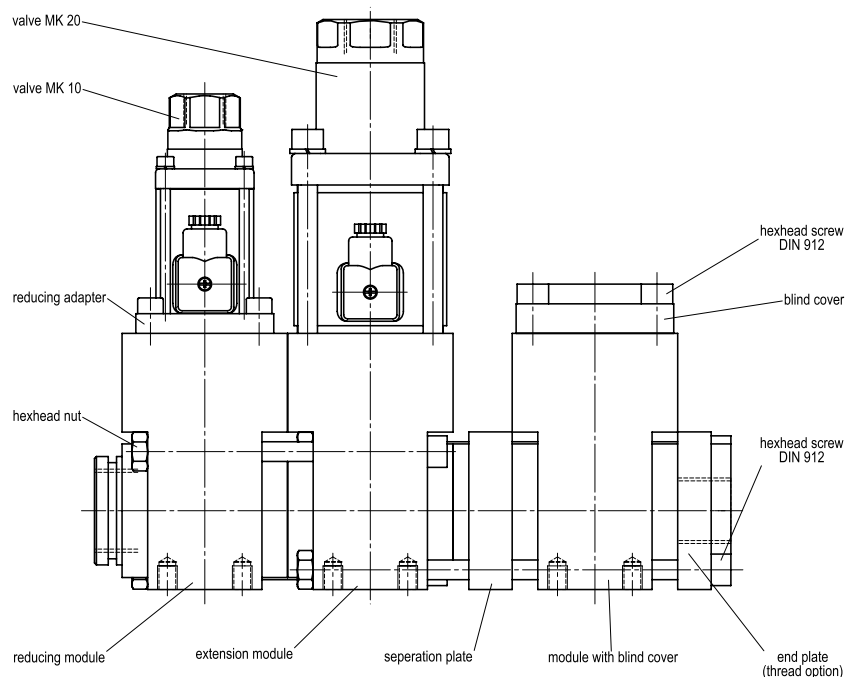 valve MK 20
valve MK 10
hexhead screw
DIN 912
reducing adapter
blind cover
hexhead nut
hexhead screw
DIN 912
reducing module
extension module
seperation plate
module with blind cover
end plate
(thread option)